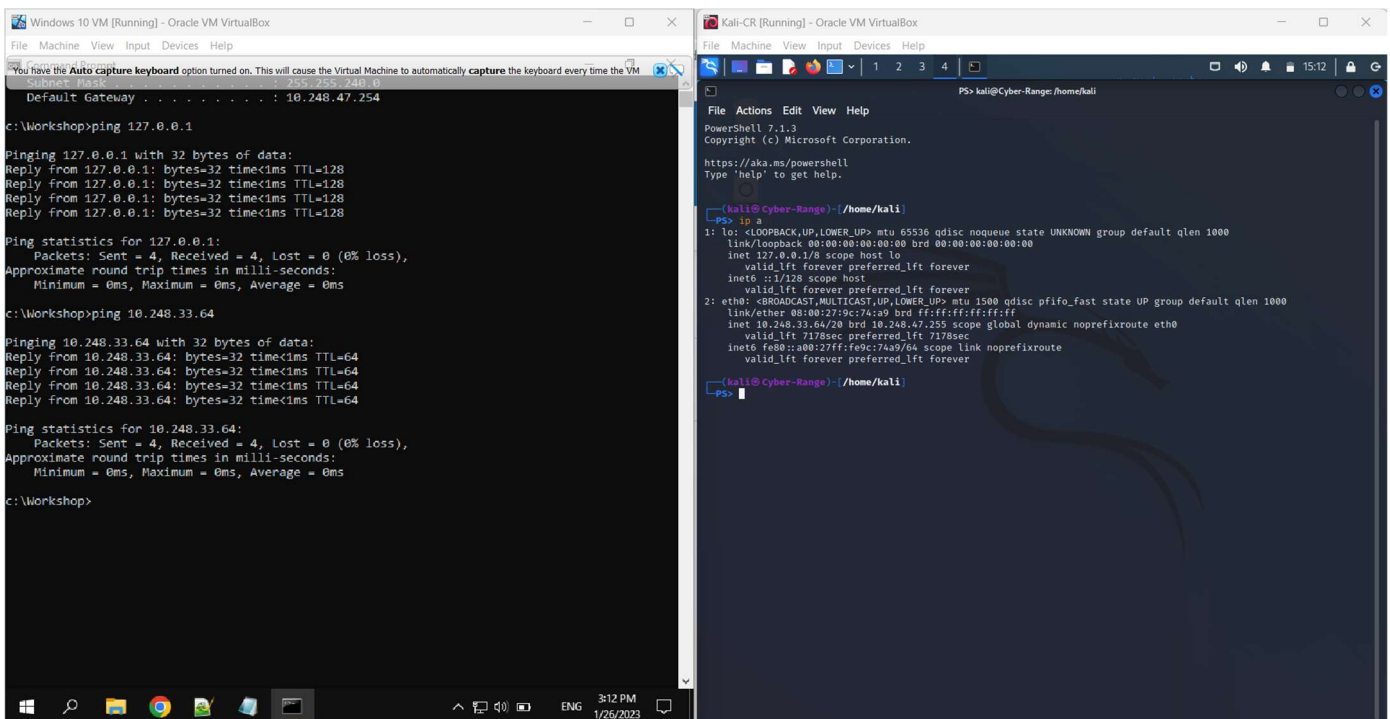 Windows 10 VM [Running] - Oracle VM VirtualBox
File Machine View Input Devices Help
Command Prompt
You have the Auto capture keyboard option turned on. This will cause the Virtual Machine to automatically capture the keyboard every time the VM
Subnet Mask . . . . . . . . . . . : 255.255.240.0
Default Gateway . . . . . . . . . : 10.248.47.254
c:\Workshop>ping 127.0.0.1
Pinging 127.0.0.1 with 32 bytes of data:
Reply from 127.0.0.1: bytes=32 time<1ms TTL=128
Reply from 127.0.0.1: bytes=32 time<1ms TTL=128
Reply from 127.0.0.1: bytes=32 time<1ms TTL=128
Reply from 127.0.0.1: bytes=32 time<1ms TTL=128
Ping statistics for 127.0.0.1:
Packets: Sent = 4, Received = 4, Lost = 0 (0% loss),
Approximate round trip times in milli-seconds:
Minimum = 0ms, Maximum = 0ms, Average = 0ms
c:\Workshop>ping 10.248.33.64
Pinging 10.248.33.64 with 32 bytes of data:
Reply from 10.248.33.64: bytes=32 time<1ms TTL=64
Reply from 10.248.33.64: bytes=32 time<1ms TTL=64
Reply from 10.248.33.64: bytes=32 time<1ms TTL=64
Reply from 10.248.33.64: bytes=32 time<1ms TTL=64
Ping statistics for 10.248.33.64:
Packets: Sent = 4, Received = 4, Lost = 0 (0% loss),
Approximate round trip times in milli-seconds:
Minimum = 0ms, Maximum = 0ms, Average = 0ms
c:\Workshop>
ENG
3:12 PM
1/26/2023
Kali-CR [Running] - Oracle VM VirtualBox
File Machine View Input Devices Help
1 2 3 4
15:12
PS> kali@Cyber-Range: /home/kali
File Actions Edit View Help
PowerShell 7.1.3
Copyright (c) Microsoft Corporation.
https://aka.ms/powershell
Type 'help' to get help.
(kali㉿Cyber-Range)-[/home/kali]
PS> ip a
1: lo: <LOOPBACK,UP,LOWER_UP> mtu 65536 qdisc noqueue state UNKNOWN group default qlen 1000
link/loopback 00:00:00:00:00:00 brd 00:00:00:00:00:00
inet 127.0.0.1/8 scope host lo
valid_lft forever preferred_lft forever
inet6 ::1/128 scope host
valid_lft forever preferred_lft forever
2: eth0: <BROADCAST,MULTICAST,UP,LOWER_UP> mtu 1500 qdisc pfifo_fast state UP group default qlen 1000
link/ether 08:00:27:9c:74:a9 brd ff:ff:ff:ff:ff:ff
inet 10.248.33.64/20 brd 10.248.47.255 scope global dynamic noprefixroute eth0
valid_lft 7178sec preferred_lft 7178sec
inet6 fe80::a00:27ff:fe9c:74a9/64 scope link noprefixroute
valid_lft forever preferred_lft forever
(kali㉿Cyber-Range)-[/home/kali]
PS>